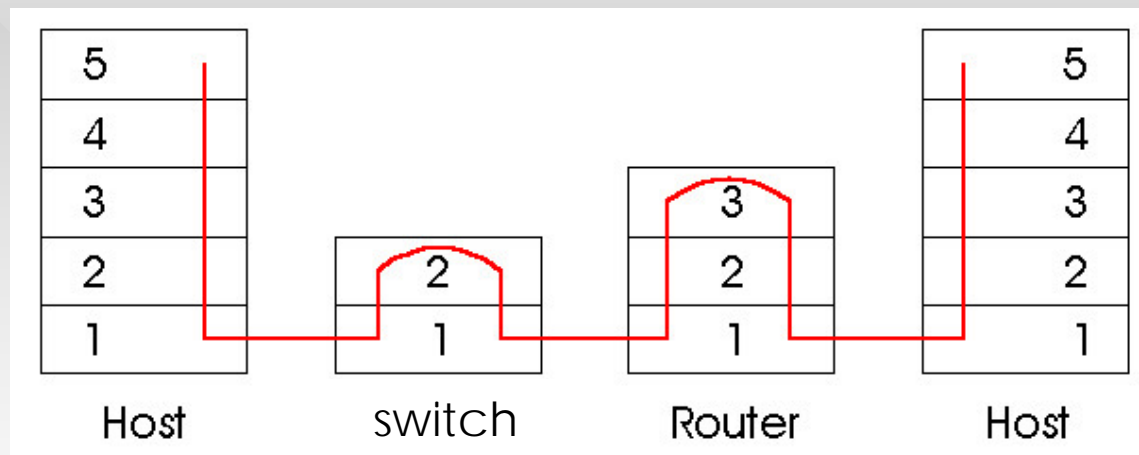 5 5
4 4
3 3 3
2 2 2 2
1 1 1 1
Host switch Router Host